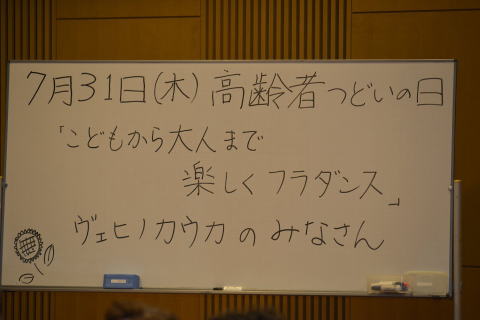 7月31日(木) 高齢者つどいの日
「こどもから大人まで
楽しくフラダンス」
ヴェヒノカウカのみなさん